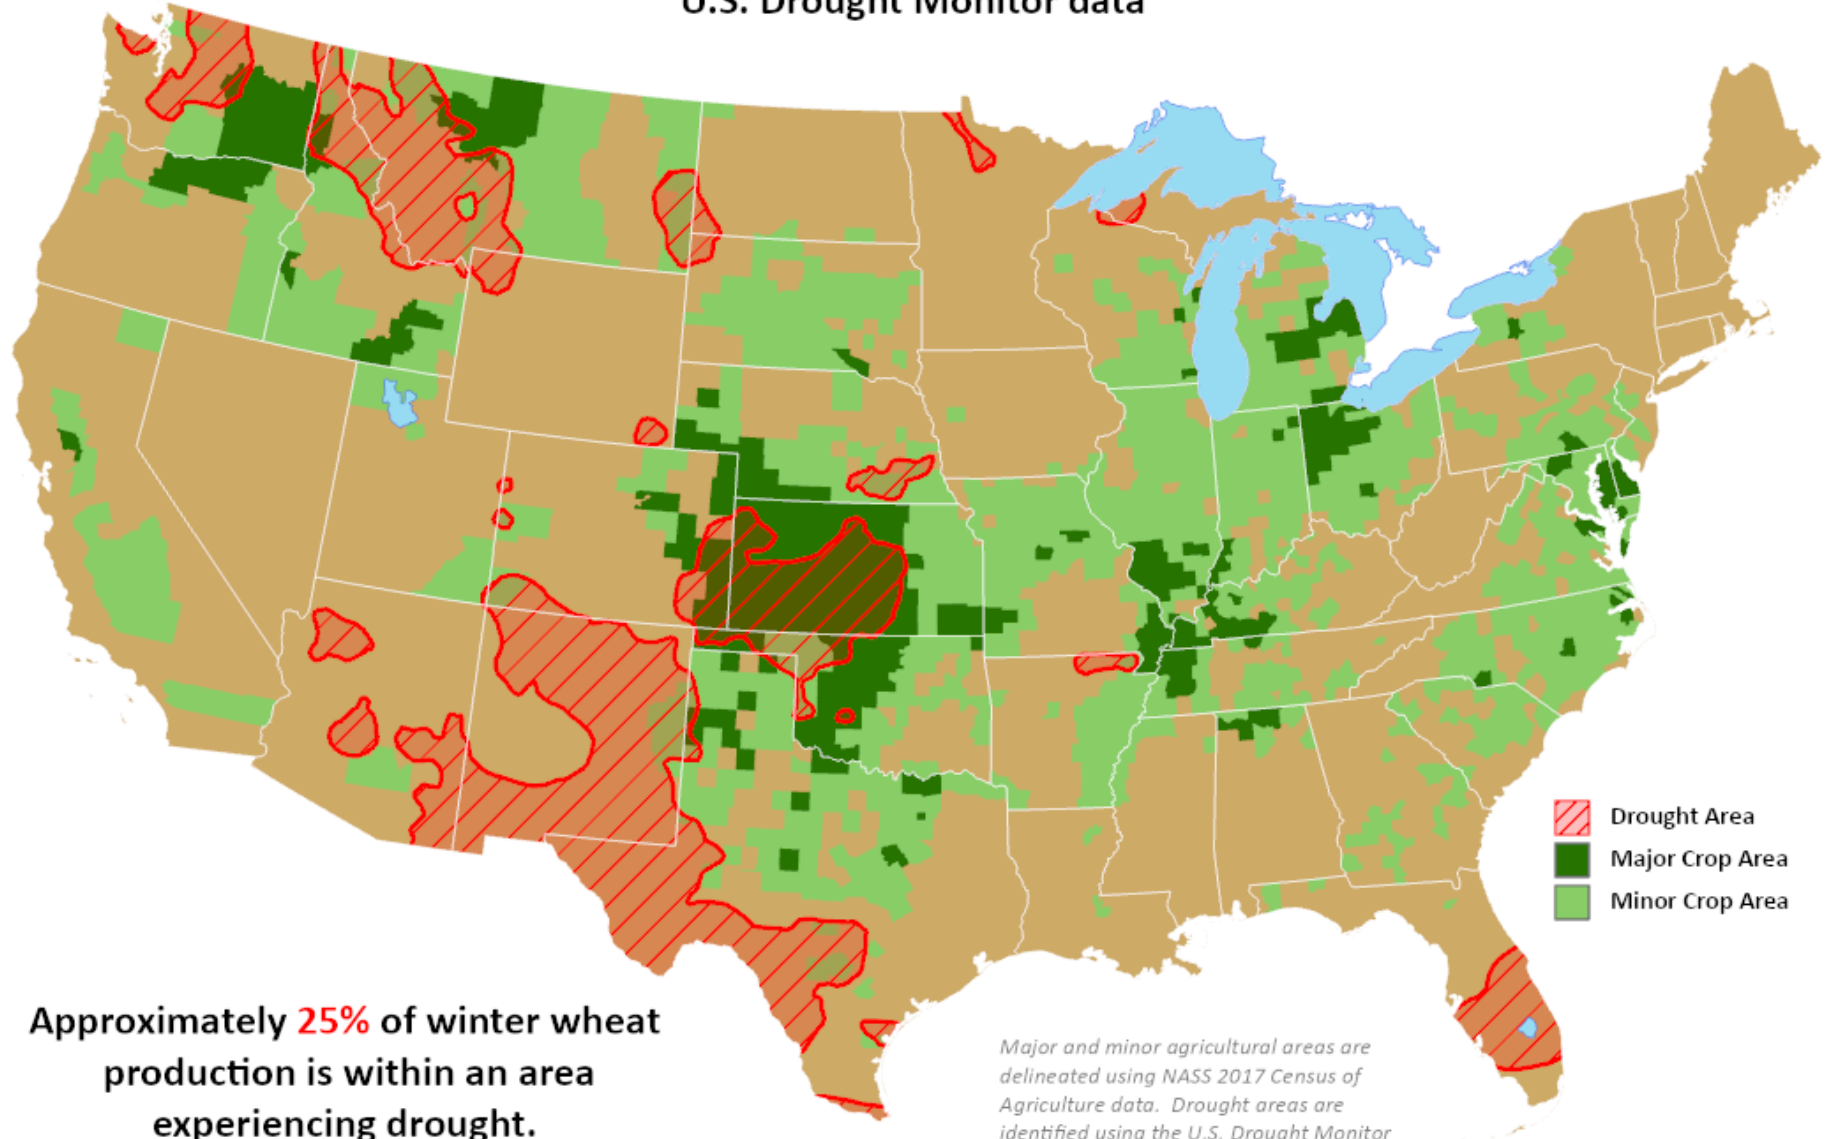 U.S. Drought Monitor data
Drought Area
Major Crop Area
Minor Crop Area
Approximately 25% of winter wheat
production is within an area
experiencing drought.
Major and minor agricultural areas are
delineated using NASS 2017 Census of
Agriculture data. Drought areas are
identified using the U.S. Drought Monitor